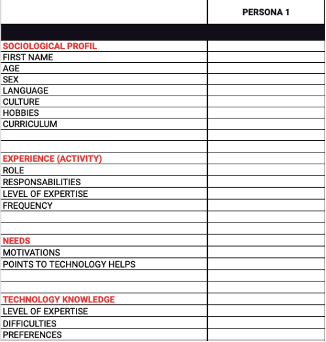 PERSONA 1
SOCIOLOGICAL PROFIL
FIRST NAME
AGE
SEX
LANGUAGE
CULTURE
HOBBIES
CURRICULUM
EXPERIENCE (ACTIVITY)
ROLE
RESPONSABILITIES
LEVEL OF EXPERTISE
FREQUENCY
NEEDS
MOTIVATIONS
POINTS TO TECHNOLOGY HELPS
TECHNOLOGY KNOWLEDGE
LEVEL OF EXPERTISE
DIFFICULTIES
PREFERENCES